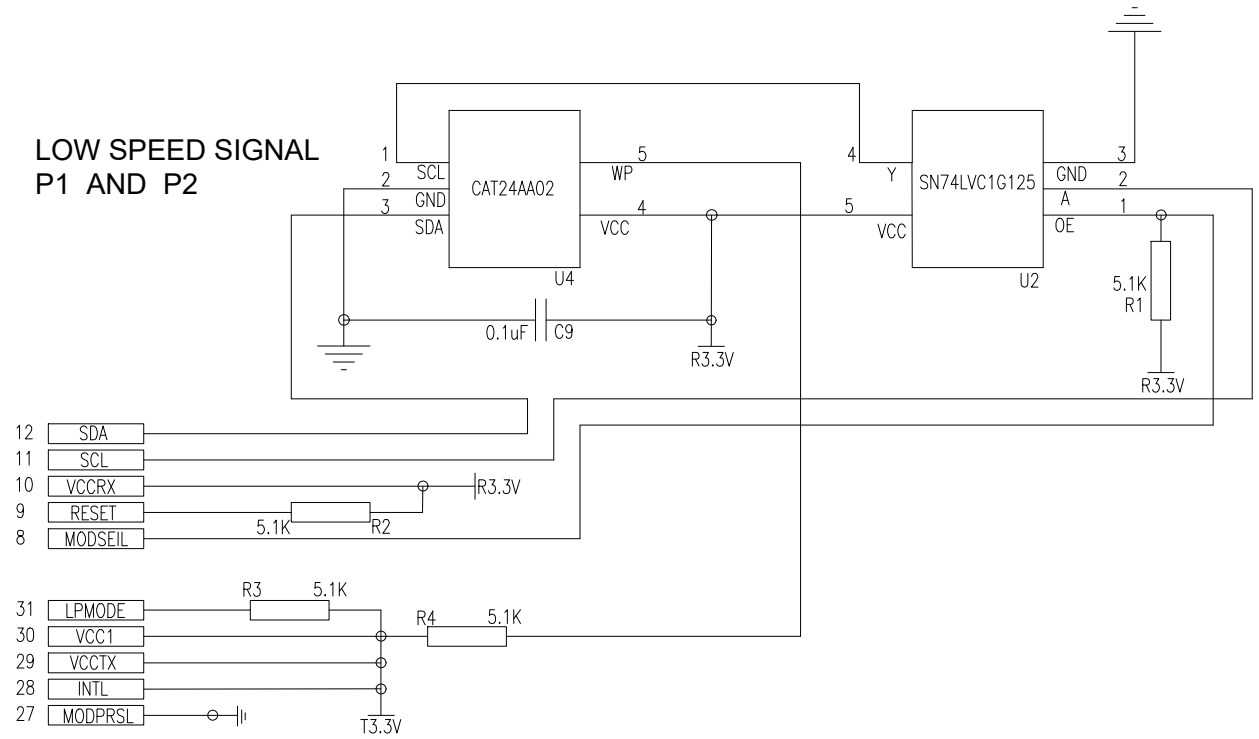 LOW SPEED SIGNAL
P1 AND P2
1
SCL
2
GND
3
SDA
CAT24AA02
5
WP
4
VCC
U4
4
Y
5
VCC
SN74LVC1G125
3
GND
2
A
1
OE
U2
5.1K
R1
R3.3V
0.1uF C9
R3.3V
12 SDA
11 SCL
10 VCCRX R3.3V
9 RESET
5.1K R2
8 MODSEIL
R3 5.1K
31 LPMODE
R4 5.1K
30 VCC1
29 VCCTX
28 INTL
27 MODPRSL
T3.3V